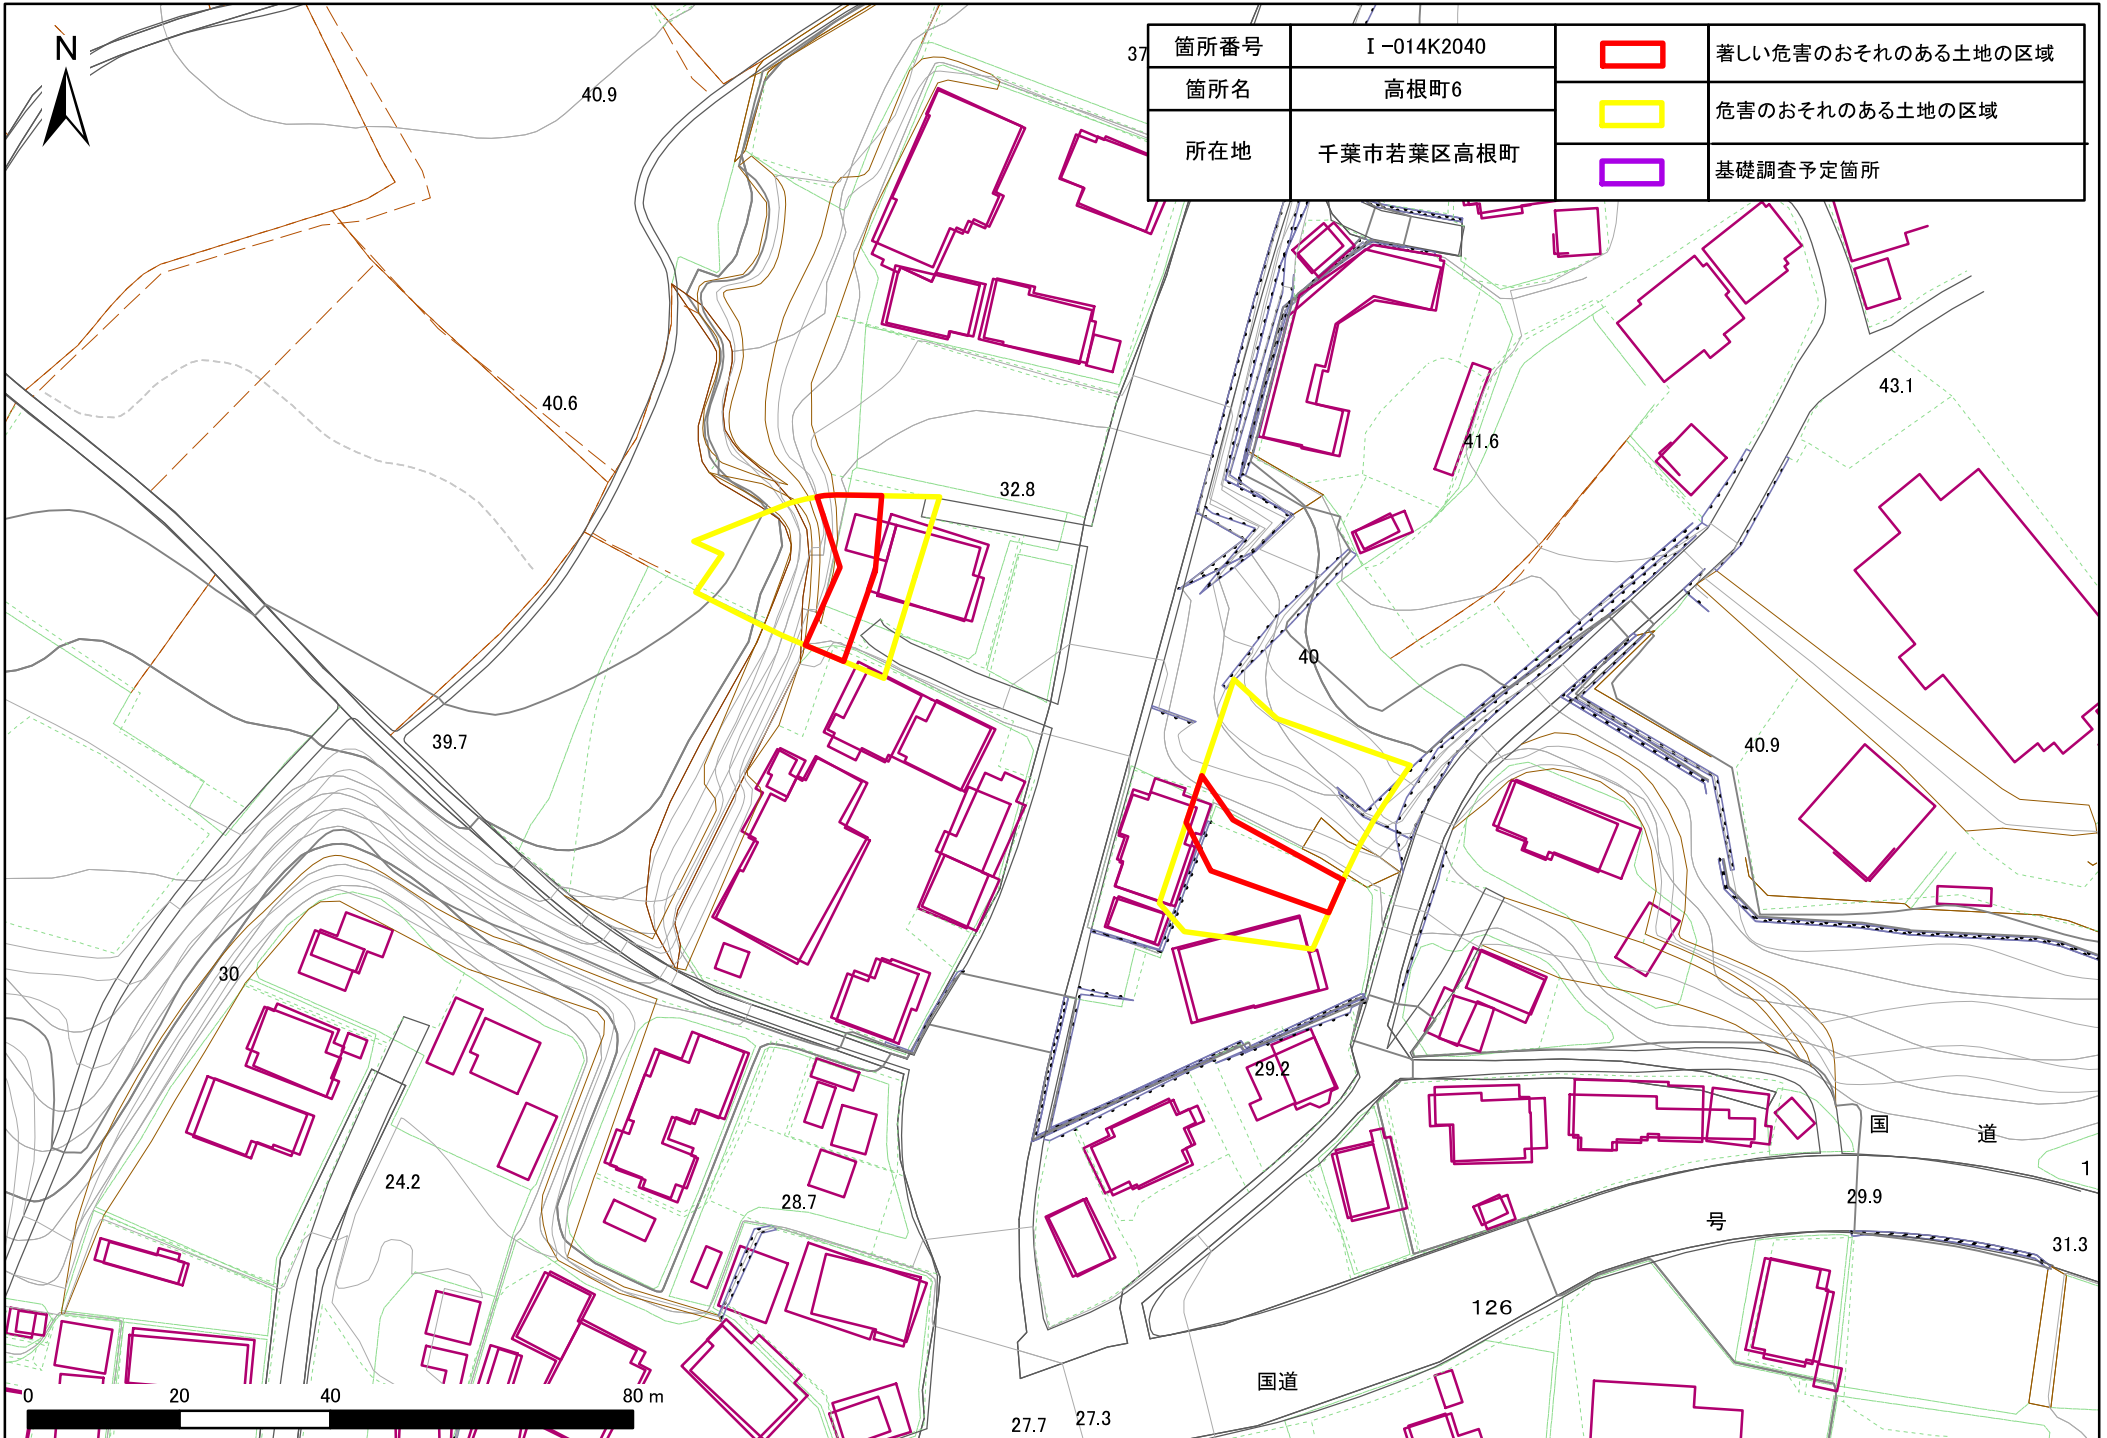 N
箇所番号 Ⅰ-014K2040
箇所名 高根町6
所在地 千葉市若葉区高根町
著しい危害のおそれのある土地の区域
危害のおそれのある土地の区域
基礎調査予定箇所
37
40.9
43.1
40.6
41.6
32.8
40
39.7
40.9
30
29.2
国 道
24.2
1
28.7
29.9
号
31.3
126
国道
0 20 40 80 m
27.7
27.3